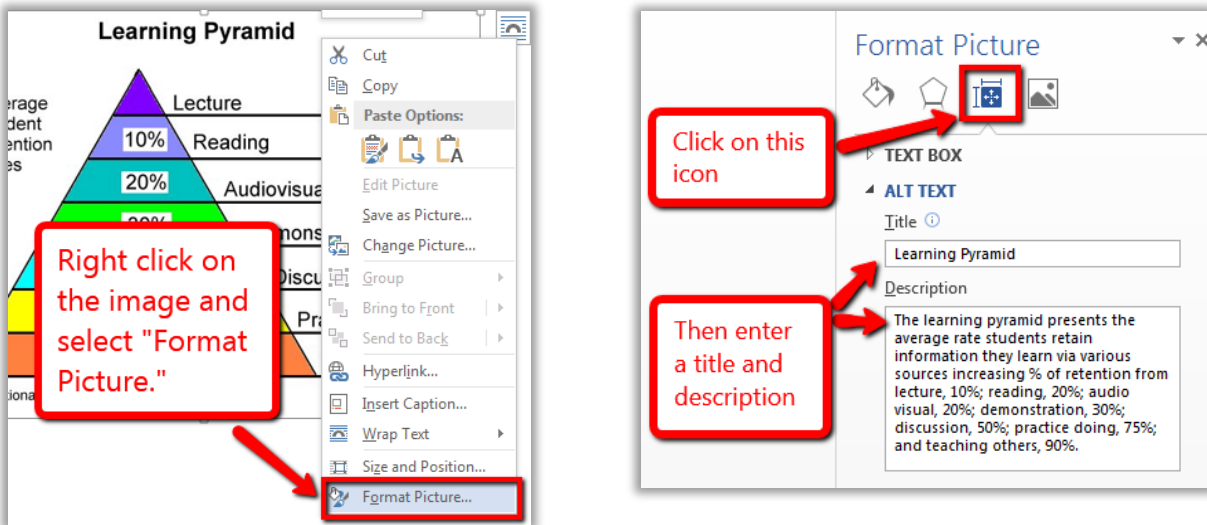 Learning Pyramid
Lecture
10%
Reading
20%
Audiovisua
Right click on
the image and
select "Format
Picture."
Cut
Copy
Paste Options:
Edit Picture
Save as Picture...
Change Picture...
Group
Bring to Front
Send to Back
Hyperlink...
Insert Caption...
Wrap Text
Size and Position...
Format Picture...
Format Picture
Click on this
icon
TEXT BOX
ALT TEXT
Title
Learning Pyramid
Description
Then enter
a title and
description
The learning pyramid presents the
average rate students retain
information they learn via various
sources increasing % of retention from
lecture, 10%; reading, 20%; audio
visual, 20%; demonstration, 30%;
discussion, 50%; practice doing, 75%;
and teaching others, 90%.